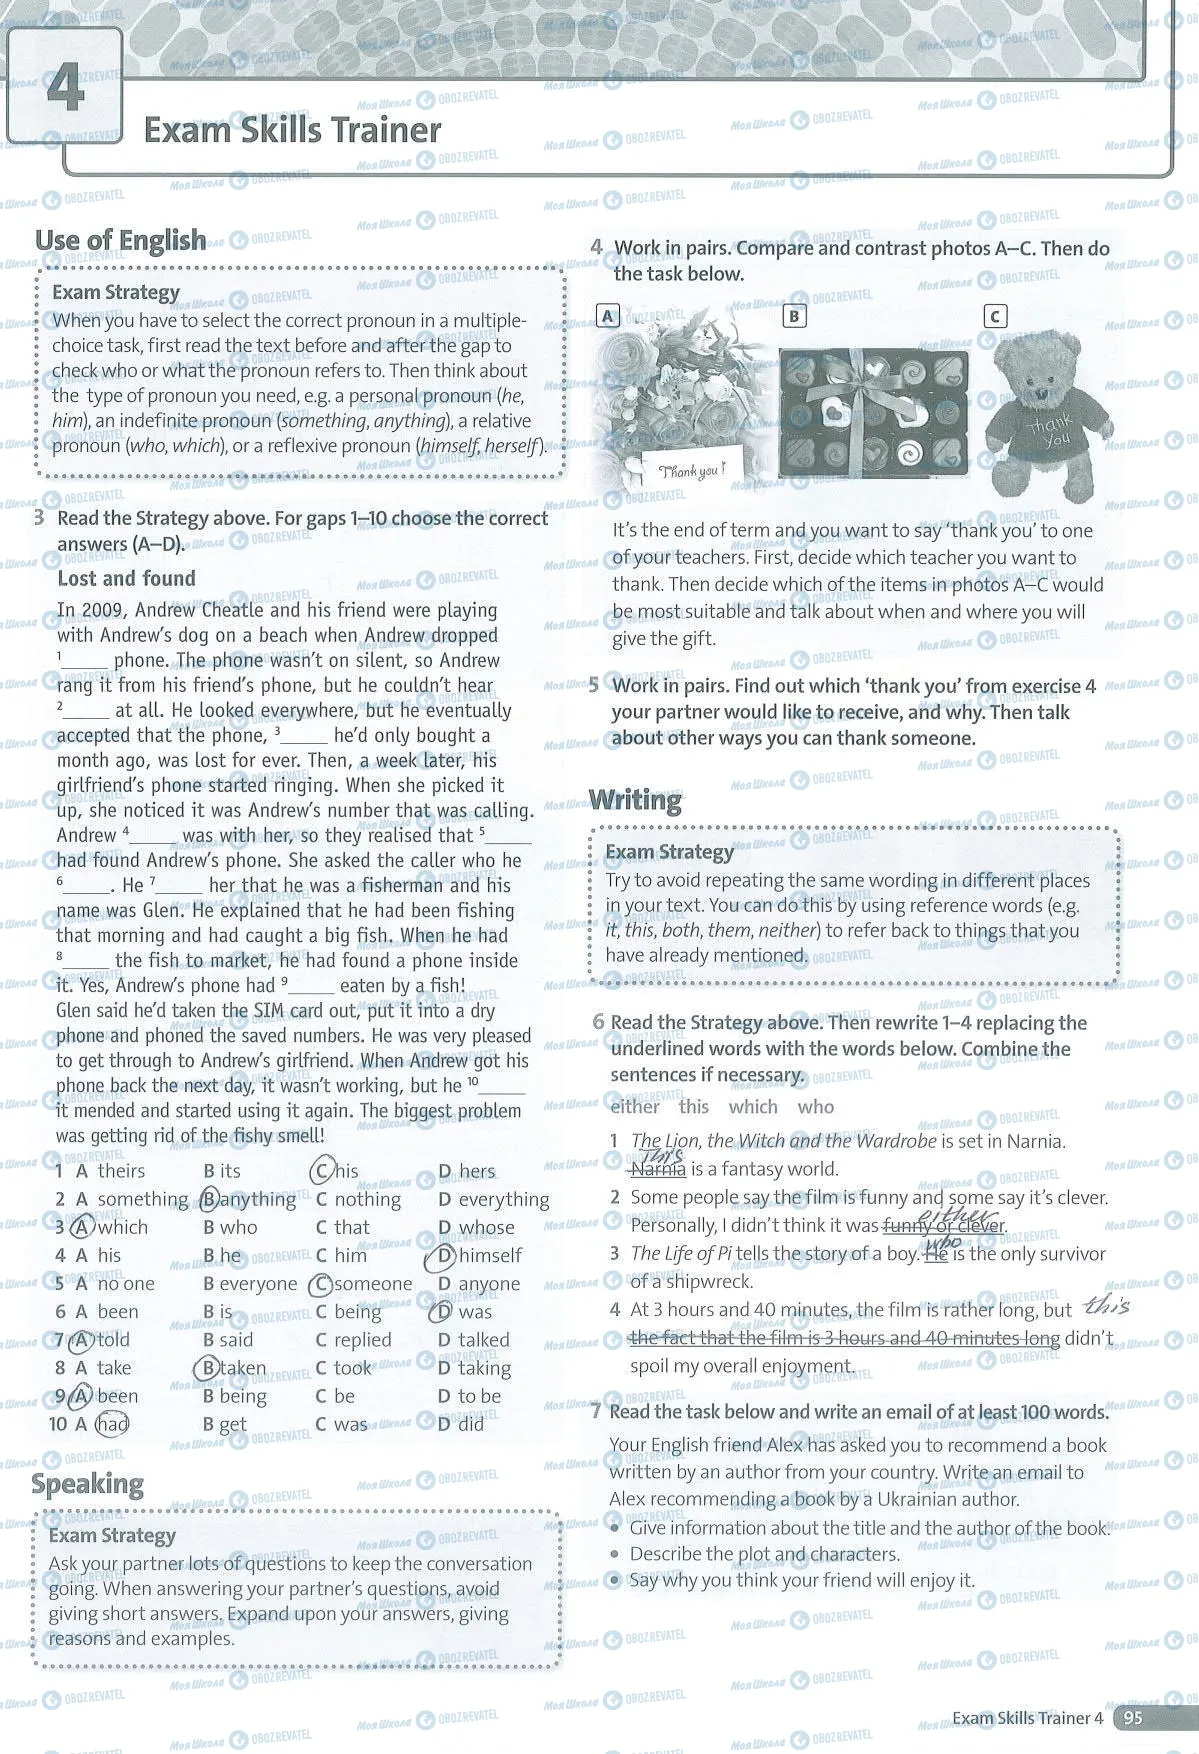 4
Exam Skills Trainer
Use of English
Exam Strategy
When you have to select the correct pronoun in a multiple-
choice task, first read the text before and after the gap to
check who or what the pronoun refers to. Then think about
the type of pronoun you need, e.g. a personal pronoun (he,
him), an indefinite pronoun (something, anything), a relative
pronoun (who, which), or a reflexive pronoun (himself, herself).
3 Read the Strategy above. For gaps 1–10 choose the correct
answers (A–D).
Lost and found
In 2009, Andrew Cheatle and his friend were playing
with Andrew's dog on a beach when Andrew dropped
1_____ phone. The phone wasn't on silent, so Andrew
rang it from his friend's phone, but he couldn't hear
2_____ at all. He looked everywhere, but he eventually
accepted that the phone, 3_____ he'd only bought a
month ago, was lost for ever. Then, a week later, his
girlfriend's phone started ringing. When she picked it
up, she noticed it was Andrew's number that was calling.
Andrew 4_____ was with her, so they realised that 5_____
had found Andrew's phone. She asked the caller who he
6_____. He 7_____ her that he was a fisherman and his
name was Glen. He explained that he had been fishing
that morning and had caught a big fish. When he had
8_____ the fish to market, he had found a phone inside
it. Yes, Andrew's phone had 9_____ eaten by a fish!
Glen said he'd taken the SIM card out, put it into a dry
phone and phoned the saved numbers. He was very pleased
to get through to Andrew's girlfriend. When Andrew got his
phone back the next day, it wasn't working, but he 10_____
it mended and started using it again. The biggest problem
was getting rid of the fishy smell!
1 A theirs B its C his D hers
2 A something B anything C nothing D everything
3 A which B who C that D whose
4 A his B he C him D himself
5 A no one B everyone C someone D anyone
6 A been B is C being D was
7 A told B said C replied D talked
8 A take B taken C took D taking
9 A been B being C be D to be
10 A had B get C was D did
Speaking
Exam Strategy
Ask your partner lots of questions to keep the conversation
going. When answering your partner's questions, avoid
giving short answers. Expand upon your answers, giving
reasons and examples.
4 Work in pairs. Compare and contrast photos A–C. Then do
the task below.
A B C
Thank you!
Thank
You
It's the end of term and you want to say 'thank you' to one
of your teachers. First, decide which teacher you want to
thank. Then decide which of the items in photos A–C would
be most suitable and talk about when and where you will
give the gift.
5 Work in pairs. Find out which 'thank you' from exercise 4
your partner would like to receive, and why. Then talk
about other ways you can thank someone.
Writing
Exam Strategy
Try to avoid repeating the same wording in different places
in your text. You can do this by using reference words (e.g.
it, this, both, them, neither) to refer back to things that you
have already mentioned.
6 Read the Strategy above. Then rewrite 1–4 replacing the
underlined words with the words below. Combine the
sentences if necessary.
either this which who
1 The Lion, the Witch and the Wardrobe is set in Narnia.
This
Narnia is a fantasy world.
2 Some people say the film is funny and some say it's clever.
either
Personally, I didn't think it was funny or clever.
who
3 The Life of Pi tells the story of a boy. He is the only survivor
of a shipwreck.
4 At 3 hours and 40 minutes, the film is rather long, but this
the fact that the film is 3 hours and 40 minutes long didn't
spoil my overall enjoyment.
7 Read the task below and write an email of at least 100 words.
Your English friend Alex has asked you to recommend a book
written by an author from your country. Write an email to
Alex recommending a book by a Ukrainian author.
• Give information about the title and the author of the book.
• Describe the plot and characters.
• Say why you think your friend will enjoy it.
Exam Skills Trainer 4 95
Моя Школа OBOZREVATEL